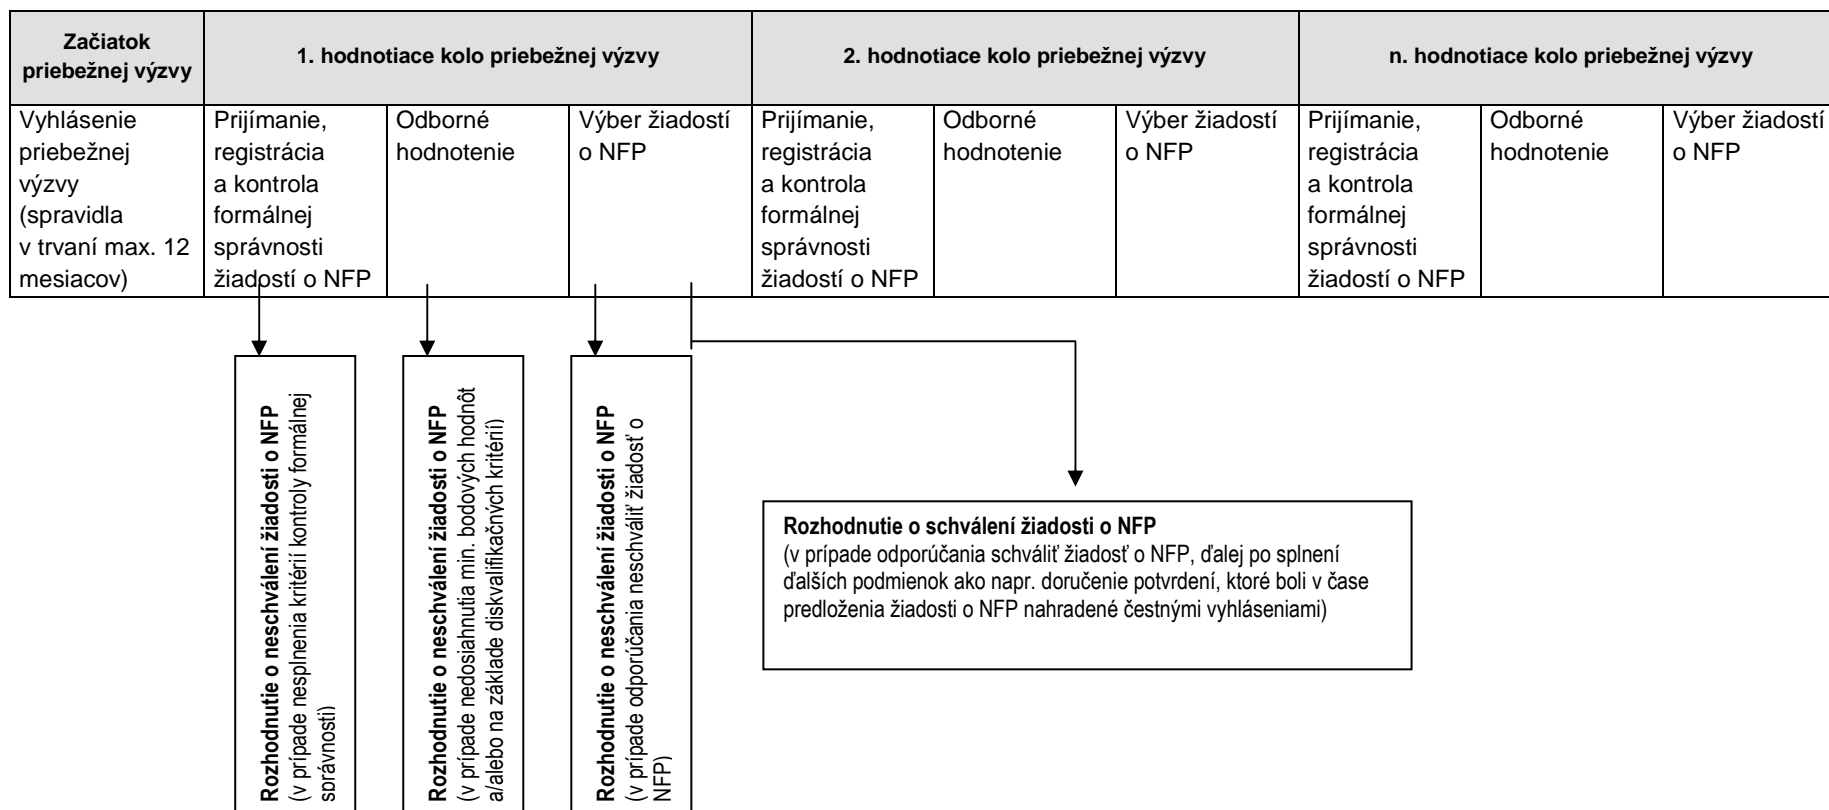 Začiatok
priebežnej výzvy
1. hodnotiace kolo priebežnej výzvy
2. hodnotiace kolo priebežnej výzvy
n. hodnotiace kolo priebežnej výzvy
Vyhlásenie
priebežnej
výzvy
(spravidla
v trvaní max. 12
mesiacov)
Prijímanie,
registrácia
a kontrola
formálnej
správnosti
žiadostí o NFP
Odborné
hodnotenie
Výber žiadostí
o NFP
Prijímanie,
registrácia
a kontrola
formálnej
správnosti
žiadostí o NFP
Odborné
hodnotenie
Výber žiadostí
o NFP
Prijímanie,
registrácia
a kontrola
formálnej
správnosti
žiadostí o NFP
Odborné
hodnotenie
Výber žiadostí
o NFP
Rozhodnutie o neschválení žiadosti o NFP
(v prípade nesplnenia kritérií kontroly formálnej
správnosti)
Rozhodnutie o neschválení žiadosti o NFP
(v prípade nedosiahnutia min. bodových hodnôt
a/alebo na základe diskvalifikačných kritérií)
Rozhodnutie o neschválení žiadosti o NFP
(v prípade odporúčania neschváliť žiadosť o
NFP)
Rozhodnutie o schválení žiadosti o NFP
(v prípade odporúčania schváliť žiadosť o NFP, ďalej po splnení
ďalších podmienok ako napr. doručenie potvrdení, ktoré boli v čase
predloženia žiadosti o NFP nahradené čestnými vyhláseniami)